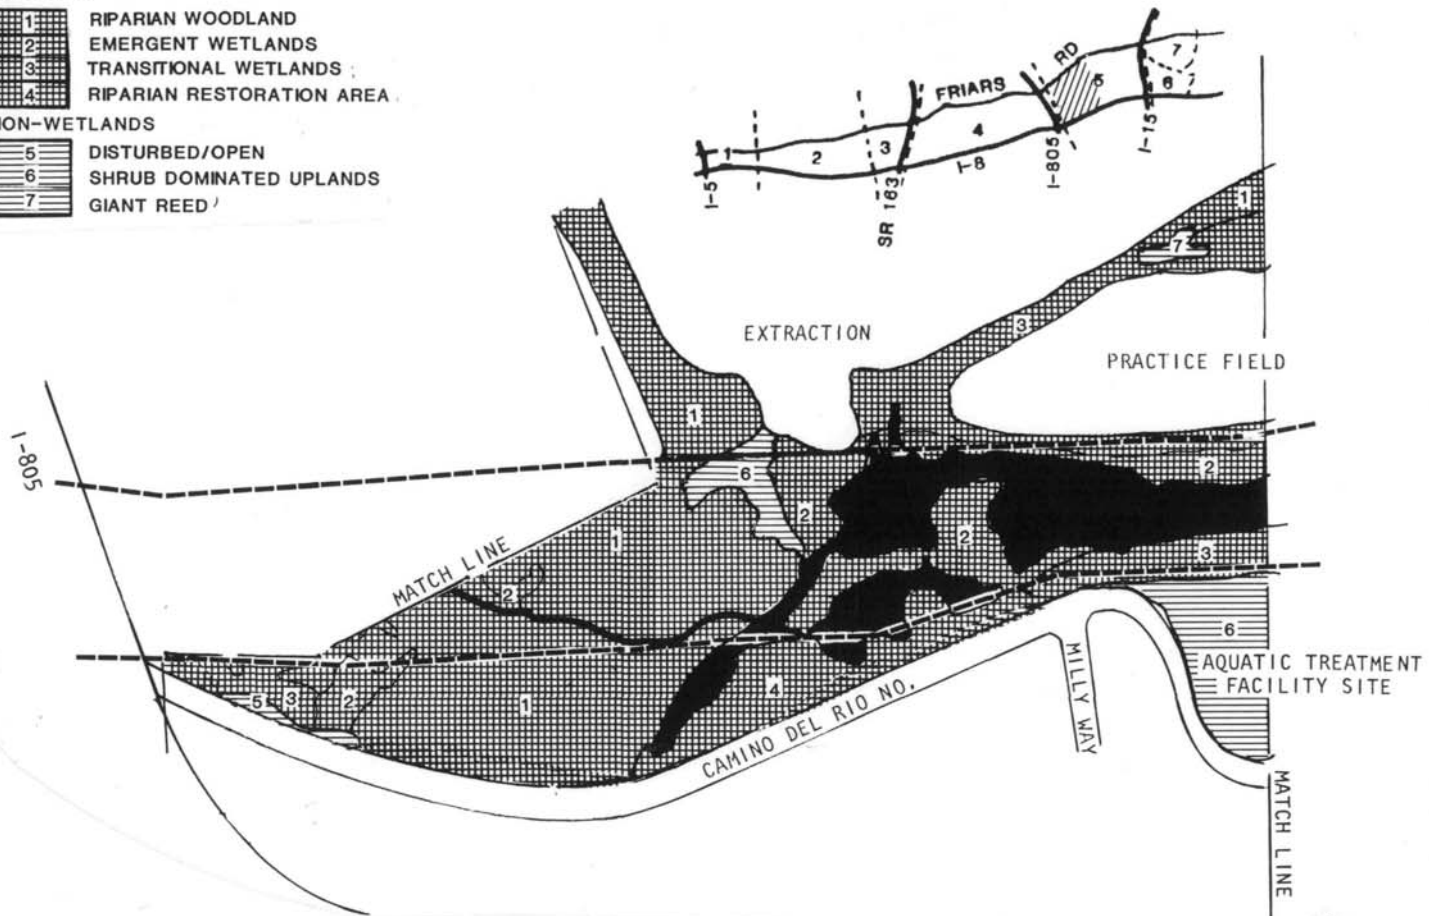 1 RIPARIAN WOODLAND
2 EMERGENT WETLANDS
3 TRANSITIONAL WETLANDS
4 RIPARIAN RESTORATION AREA
ON-WETLANDS
5 DISTURBED/OPEN
6 SHRUB DOMINATED UPLANDS
7 GIANT REED
FRIARS RD
1
2
3
4
5
6
7
I-5
SR 163
I-8
I-805
I-15
1
7
3
EXTRACTION
PRACTICE FIELD
1
I-805
6
2
2
1
2
3
MATCH LINE
2
6
5
3
2
1
4
AQUATIC TREATMENT
FACILITY SITE
MILLY WAY
CAMINO DEL RIO NO.
MATCH LINE